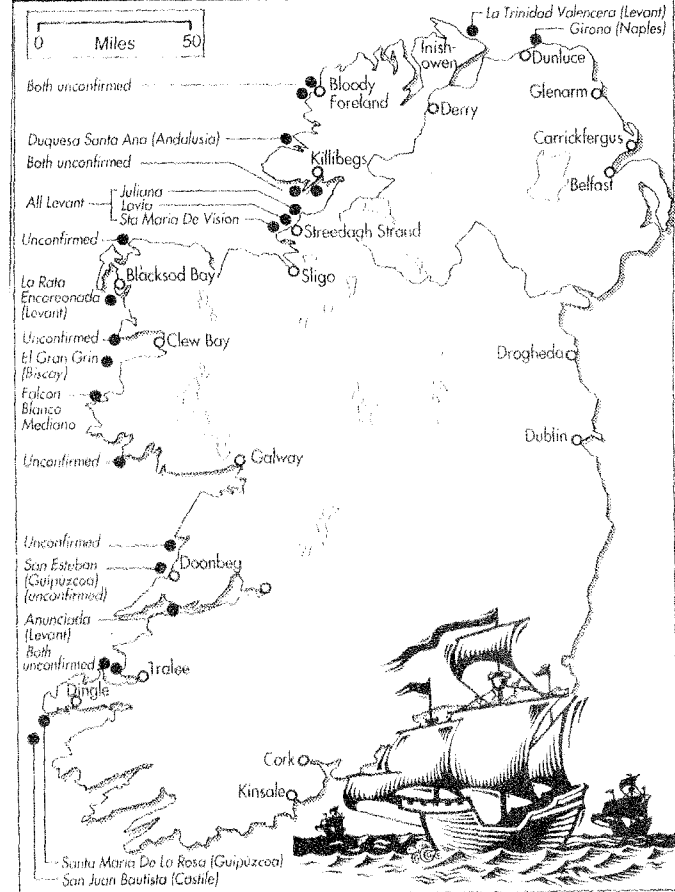 La Trinidad Valencera (Levant)
Girona (Naples)
0 Miles 50
Inish-
owen
Dunluce
Both unconfirmed
Bloody
Foreland
Glenarm
Derry
Duquesa Santa Ana (Andalusia)
Carrickfergus
Both unconfirmed
Killibegs
Belfast
All Levant
Juliana
Lavia
Sta Maria De Vision
Streedagh Strand
Unconfirmed
Blacksod Bay
Sligo
La Rata
Encoreonada
(Levant)
Unconfirmed
Clew Bay
El Gran Grin
(Biscay)
Drogheda
Falcon
Blanco
Mediano
Dublin
Unconfirmed
Galway
Unconfirmed
San Esteban
(Guipuzcoa)
(unconfirmed)
Doonbeg
Anunciada
(Levant)
Both
unconfirmed
Tralee
Dingle
Cork
Kinsale
Santa Maria De La Rosa (Guipúzcoa)
San Juan Bautista (Castile)